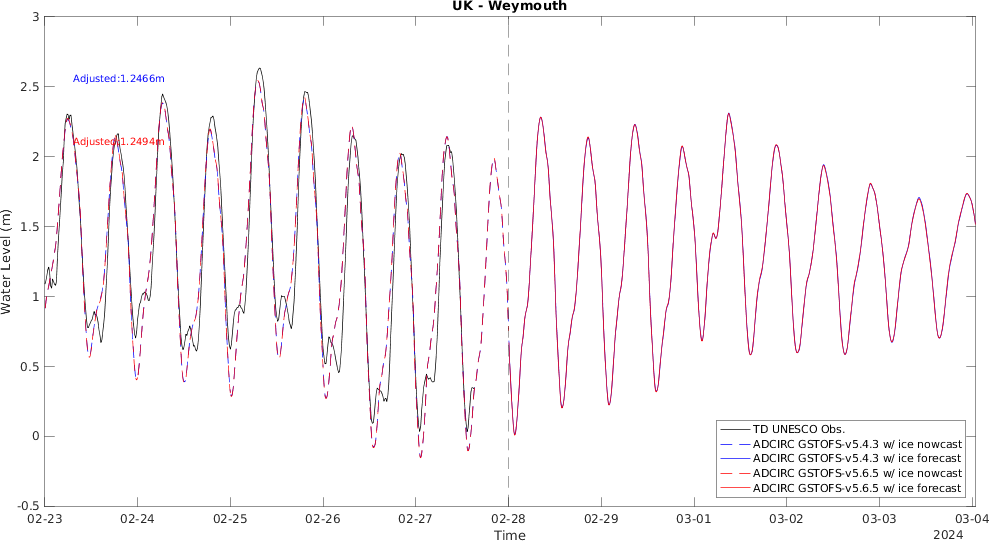 UK - Weymouth
3
2.5
2
1.5
1
0.5
0
-0.5
Water Level (m)
Adjusted:1.2466m
Adjusted:1.2494m
TD UNESCO Obs.
ADCIRC GSTOFS-v5.4.3 w/ ice nowcast
ADCIRC GSTOFS-v5.4.3 w/ ice forecast
ADCIRC GSTOFS-v5.6.5 w/ ice nowcast
ADCIRC GSTOFS-v5.6.5 w/ ice forecast
02-23 02-24 02-25 02-26 02-27 02-28 02-29 03-01 03-02 03-03 03-04
Time
2024